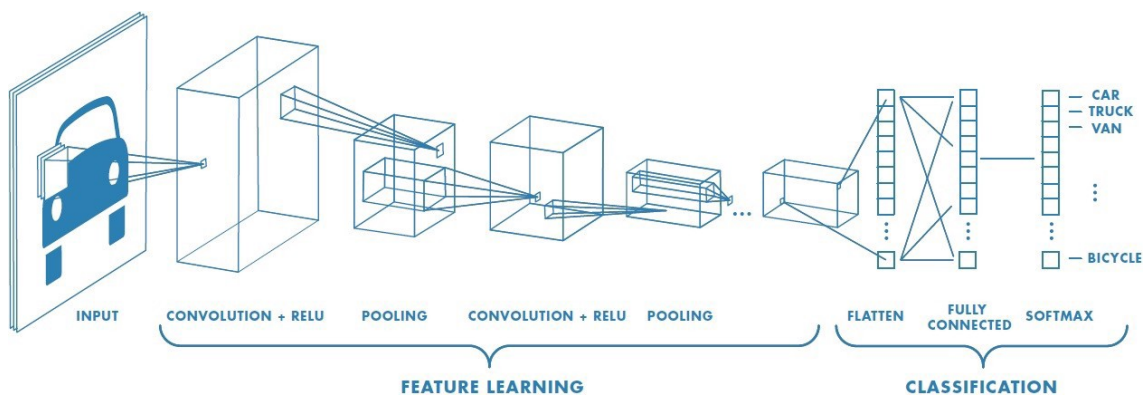 CAR
TRUCK
VAN
BICYCLE
INPUT
CONVOLUTION + RELU
POOLING
CONVOLUTION + RELU
POOLING
FLATTEN
FULLY
CONNECTED
SOFTMAX
FEATURE LEARNING
CLASSIFICATION